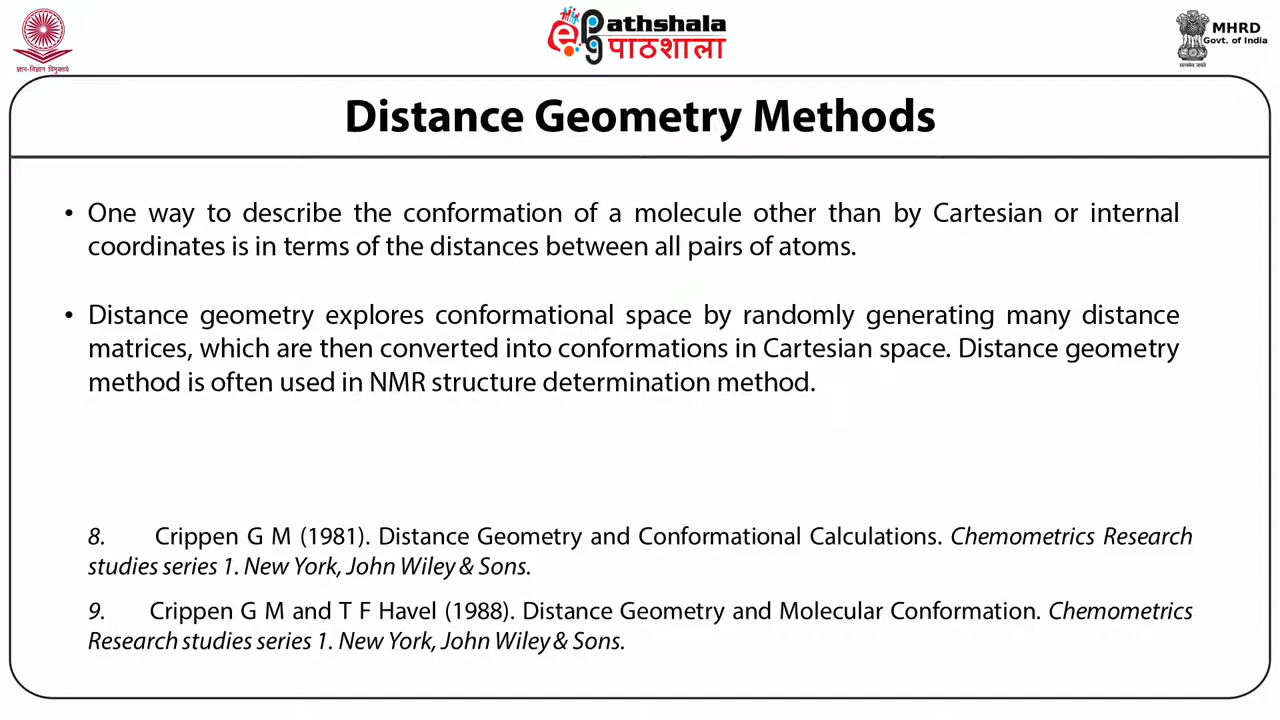 ज्ञान-विज्ञान विमुक्तये
ePG athshala
पाठशाला
MHRD
Govt. of India
सत्यमेव जयते
Distance Geometry Methods
• One way to describe the conformation of a molecule other than by Cartesian or internal
coordinates is in terms of the distances between all pairs of atoms.
• Distance geometry explores conformational space by randomly generating many distance
matrices, which are then converted into conformations in Cartesian space. Distance geometry
method is often used in NMR structure determination method.
8. Crippen G M (1981). Distance Geometry and Conformational Calculations. Chemometrics Research
studies series 1. New York, John Wiley & Sons.
9. Crippen G M and T F Havel (1988). Distance Geometry and Molecular Conformation. Chemometrics
Research studies series 1. New York, John Wiley & Sons.